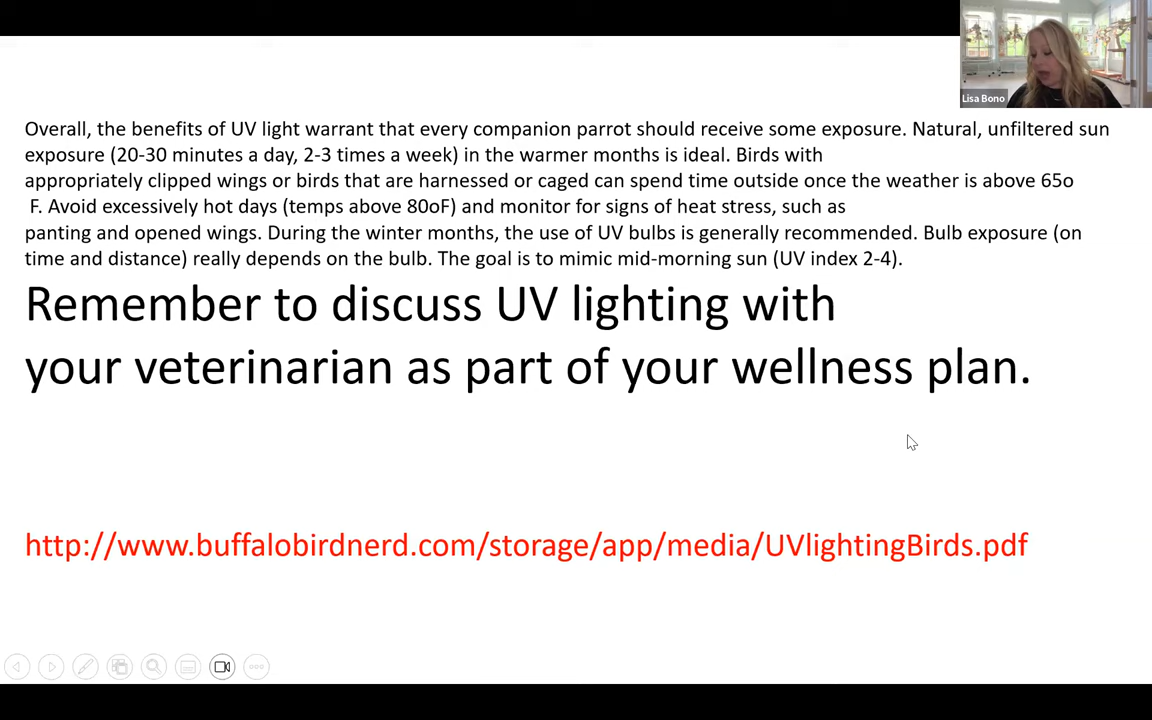 Lisa Bono
Overall, the benefits of UV light warrant that every companion parrot should receive some exposure. Natural, unfiltered sun
exposure (20-30 minutes a day, 2-3 times a week) in the warmer months is ideal. Birds with
appropriately clipped wings or birds that are harnessed or caged can spend time outside once the weather is above 65o
F. Avoid excessively hot days (temps above 80oF) and monitor for signs of heat stress, such as
panting and opened wings. During the winter months, the use of UV bulbs is generally recommended. Bulb exposure (on
time and distance) really depends on the bulb. The goal is to mimic mid-morning sun (UV index 2-4).
Remember to discuss UV lighting with
your veterinarian as part of your wellness plan.
http://www.buffalobirdnerd.com/storage/app/media/UVlightingBirds.pdf